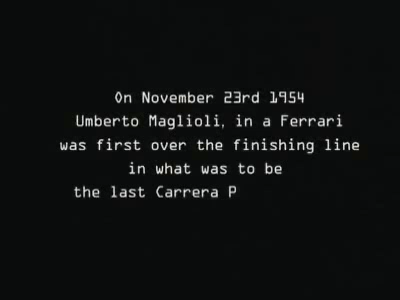 On November 23rd 1954
Umberto Maglioli, in a Ferrari
was first over the finishing line
in what was to be
the last Carrera P